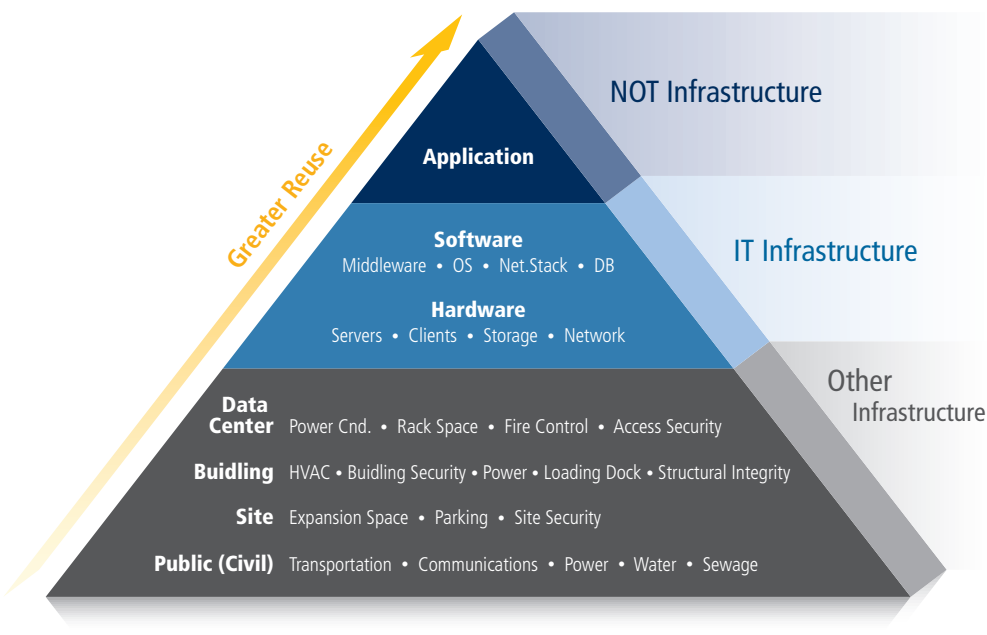 NOT Infrastructure
Greater Reuse
Application
IT Infrastructure
Software
Middleware • OS • Net.Stack • DB
Hardware
Servers • Clients • Storage • Network
Other
Infrastructure
Data
Center Power Cnd. • Rack Space • Fire Control • Access Security
Buidling HVAC • Buidling Security • Power • Loading Dock • Structural Integrity
Site Expansion Space • Parking • Site Security
Public (Civil) Transportation • Communications • Power • Water • Sewage